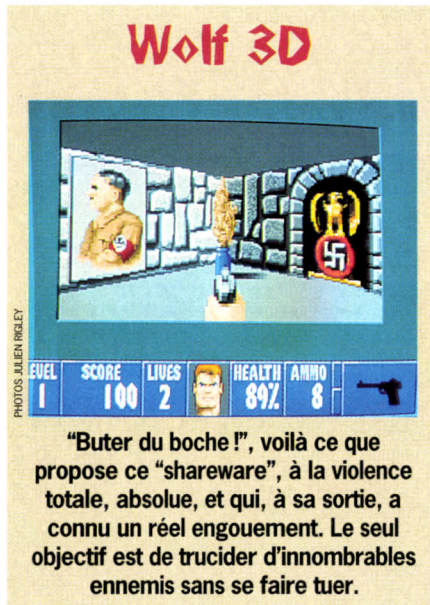 Wolf 3D
PHOTOS JULIEN RIGLEY
LEVEL SCORE LIVES HEALTH AMMO
1 100 2 89% 8
“Buter du boche !”, voilà ce que
propose ce “shareware”, à la violence
totale, absolue, et qui, à sa sortie, a
connu un réel engouement. Le seul
objectif est de trucider d’innombrables
ennemis sans se faire tuer.